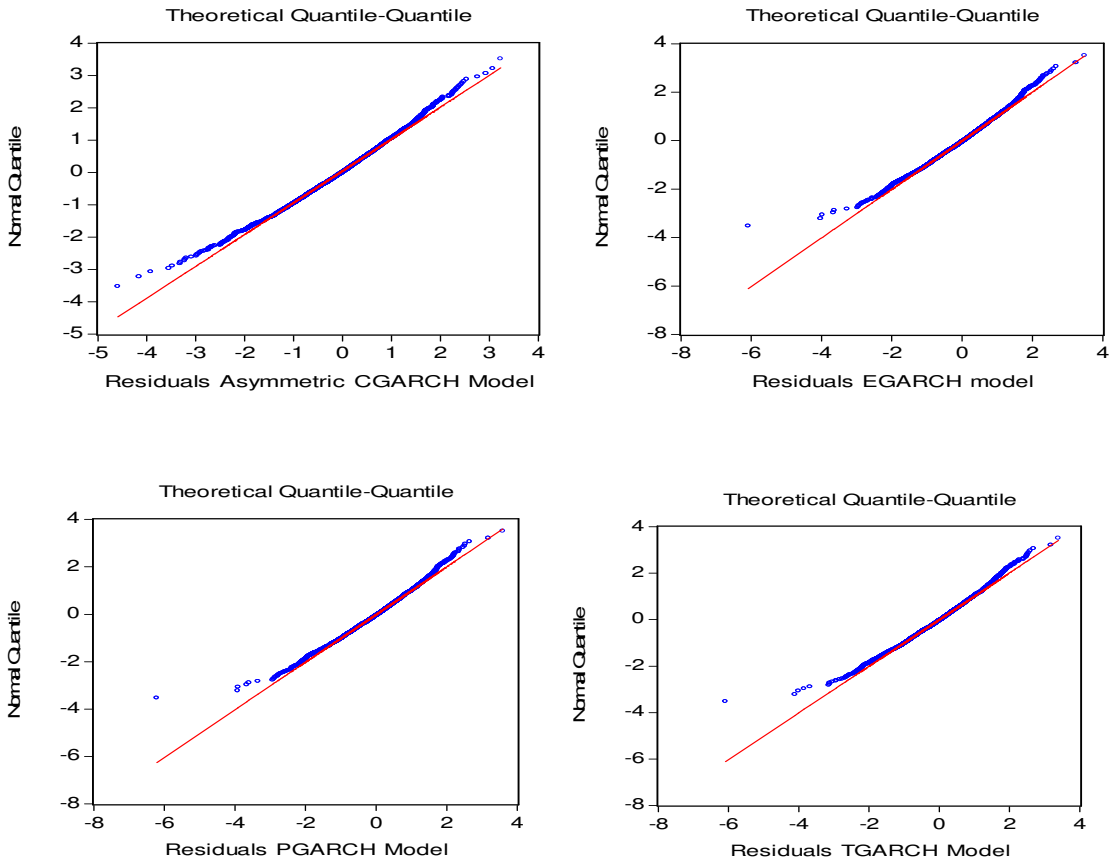 Theoretical Quantile-Quantile
4
3
2
1
0
-1
-2
-3
-4
-5
Normal Quantile
-5 -4 -3 -2 -1 0 1 2 3 4
Residuals Asymmetric CGARCH Model
Theoretical Quantile-Quantile
4
2
0
-2
-4
-6
-8
Normal Quantile
-8 -6 -4 -2 0 2 4
Residuals EGARCH model
Theoretical Quantile-Quantile
4
2
0
-2
-4
-6
-8
Normal Quantile
-8 -6 -4 -2 0 2 4
Residuals PGARCH Model
Theoretical Quantile-Quantile
4
2
0
-2
-4
-6
-8
Normal Quantile
-8 -6 -4 -2 0 2 4
Residuals TGARCH Model